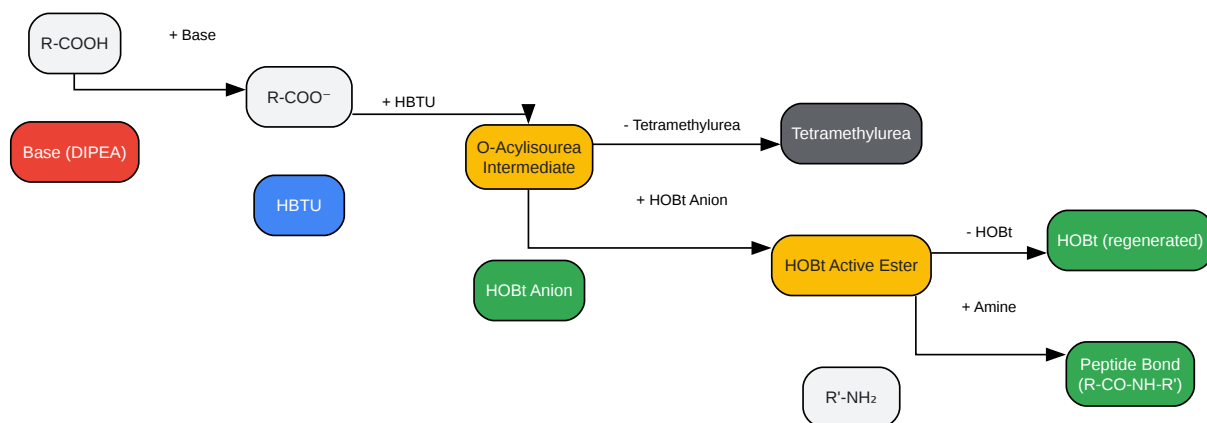 R-COOH
+ Base
R-COO⁻
+ HBTU
Base (DIPEA)
HBTU
O-Acylisourea
Intermediate
- Tetramethylurea
Tetramethylurea
+ HOBt Anion
HOBt Anion
HOBt Active Ester
- HOBt
HOBt (regenerated)
+ Amine
R'-NH₂
Peptide Bond
(R-CO-NH-R')